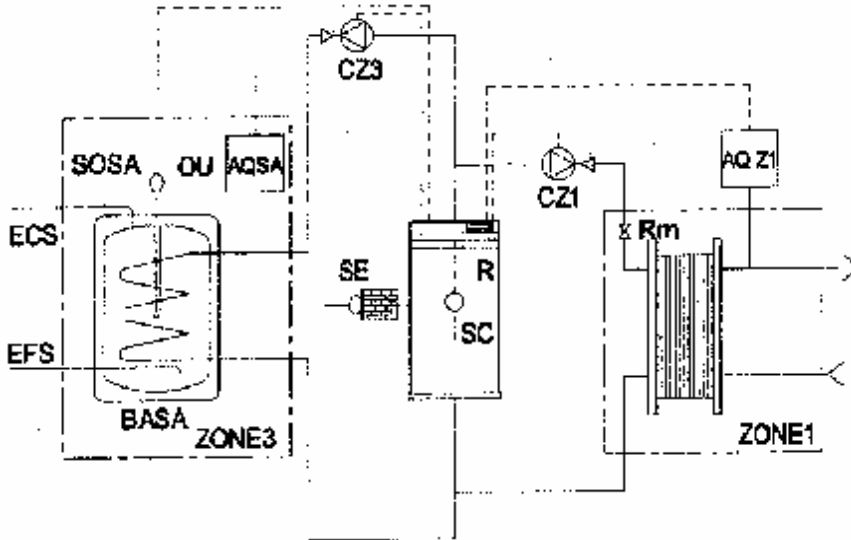 CZ3
SOSA OU AQSA
AQ Z1
CZ1
ECS
Rm
SE
R
SC
EFS
BASA
ZONE3
ZONE1